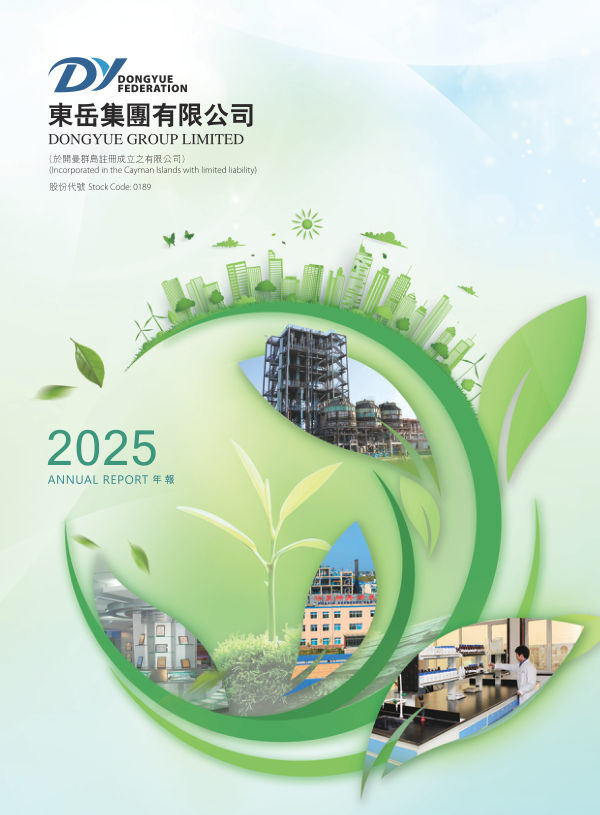 DY DONGYUE
FEDERATION
東岳集團有限公司
DONGYUE GROUP LIMITED
(於開曼群島註冊成立之有限公司)
(Incorporated in the Cayman Islands with limited liability)
股份代號 Stock Code: 0189
2025
ANNUAL REPORT 年報